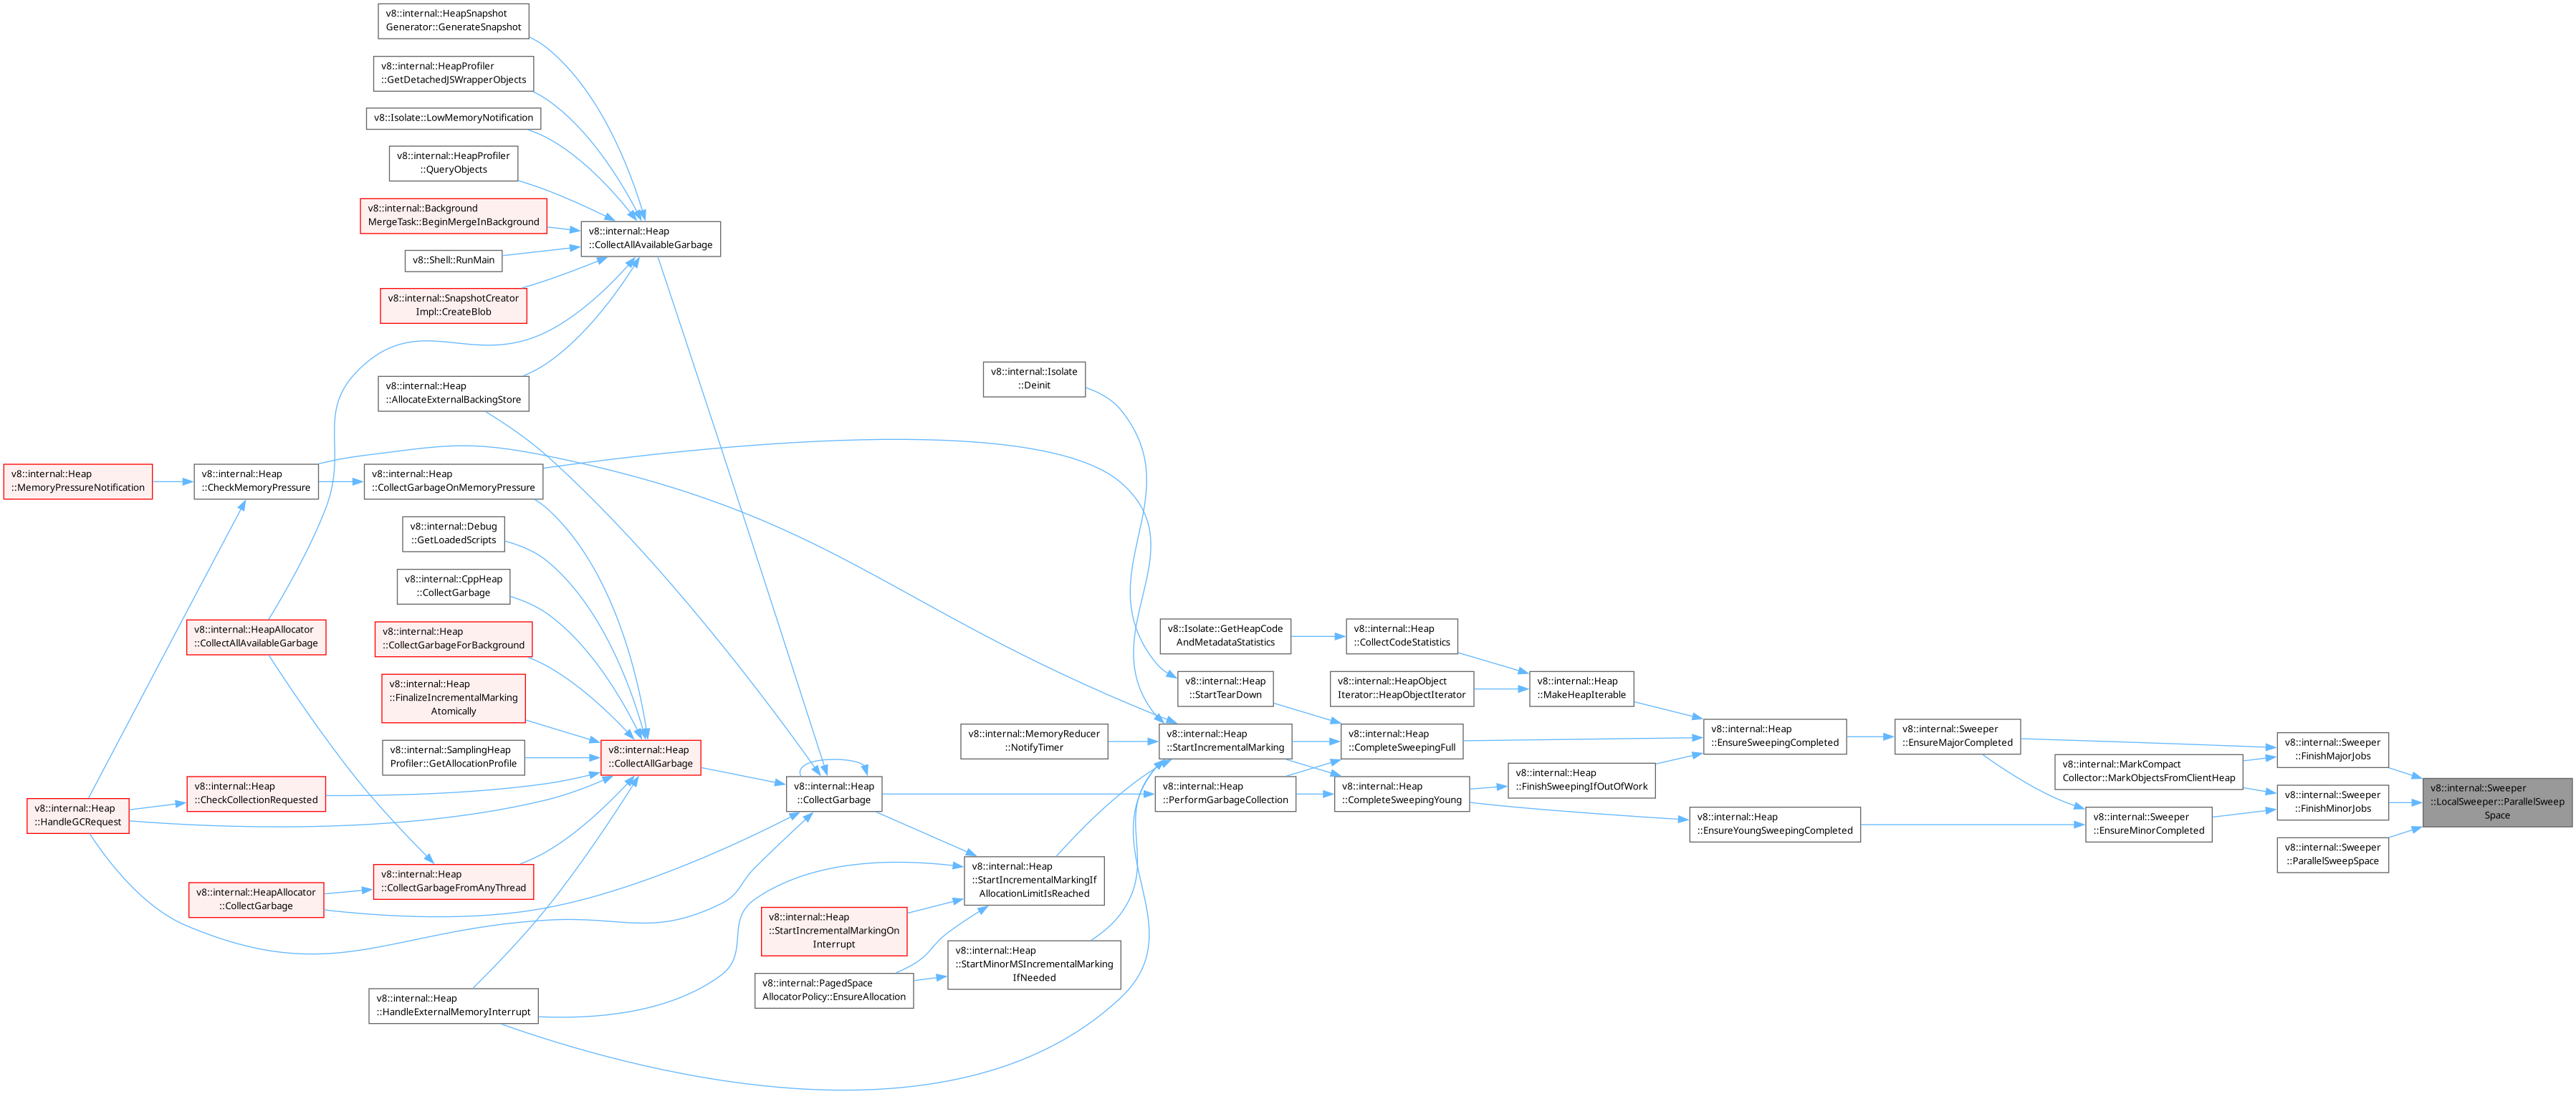 v8::internal::HeapSnapshot
Generator::GenerateSnapshot
v8::internal::HeapProfiler
::GetDetachedJSWrapperObjects
v8::Isolate::LowMemoryNotification
v8::internal::HeapProfiler
::QueryObjects
v8::internal::Background
MergeTask::BeginMergeInBackground
v8::internal::Heap
::CollectAllAvailableGarbage
v8::Shell::RunMain
v8::internal::SnapshotCreator
Impl::CreateBlob
v8::internal::Heap
::AllocateExternalBackingStore
v8::internal::Isolate
::Deinit
v8::internal::Heap
::MemoryPressureNotification
v8::internal::Heap
::CheckMemoryPressure
v8::internal::Heap
::CollectGarbageOnMemoryPressure
v8::internal::Debug
::GetLoadedScripts
v8::internal::CppHeap
::CollectGarbage
v8::internal::HeapAllocator
::CollectAllAvailableGarbage
v8::internal::Heap
::CollectGarbageForBackground
v8::Isolate::GetHeapCode
AndMetadataStatistics
v8::internal::Heap
::CollectCodeStatistics
v8::internal::Heap
::FinalizeIncrementalMarking
Atomically
v8::internal::Heap
::StartTearDown
v8::internal::HeapObject
Iterator::HeapObjectIterator
v8::internal::Heap
::MakeHeapIterable
v8::internal::SamplingHeap
Profiler::GetAllocationProfile
v8::internal::Heap
::CollectAllGarbage
v8::internal::MemoryReducer
::NotifyTimer
v8::internal::Heap
::StartIncrementalMarking
v8::internal::Heap
::CompleteSweepingFull
v8::internal::Heap
::EnsureSweepingCompleted
v8::internal::Sweeper
::EnsureMajorCompleted
v8::internal::Sweeper
::FinishMajorJobs
v8::internal::MarkCompact
Collector::MarkObjectsFromClientHeap
v8::internal::Heap
::HandleGCRequest
v8::internal::Heap
::CheckCollectionRequested
v8::internal::Heap
::CollectGarbage
v8::internal::Heap
::PerformGarbageCollection
v8::internal::Heap
::CompleteSweepingYoung
v8::internal::Heap
::FinishSweepingIfOutOfWork
v8::internal::Sweeper
::FinishMinorJobs
v8::internal::Sweeper
::LocalSweeper::ParallelSweep
Space
v8::internal::Heap
::EnsureYoungSweepingCompleted
v8::internal::Sweeper
::EnsureMinorCompleted
v8::internal::Sweeper
::ParallelSweepSpace
v8::internal::HeapAllocator
::CollectGarbage
v8::internal::Heap
::CollectGarbageFromAnyThread
v8::internal::Heap
::StartIncrementalMarkingIf
AllocationLimitIsReached
v8::internal::Heap
::StartIncrementalMarkingOn
Interrupt
v8::internal::Heap
::StartMinorMSIncrementalMarking
IfNeeded
v8::internal::PagedSpace
AllocatorPolicy::EnsureAllocation
v8::internal::Heap
::HandleExternalMemoryInterrupt